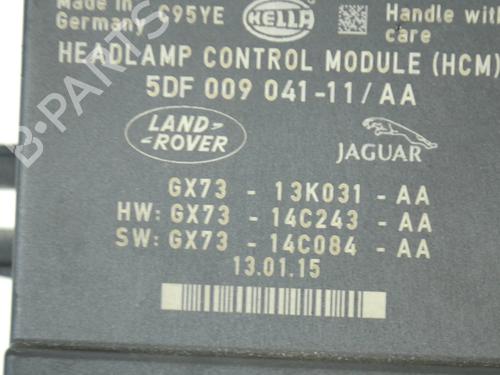 Made in
Germany C95YE HELLA Handle with
care
HEADLAMP CONTROL MODULE (HCM)
5DF 009 041-11/AA
LAND-
-ROVER
JAGUAR
GX73 - 13K031 - AA
HW: GX73 - 14C243 - AA
SW: GX73 - 14C084 - AA
13.01.15
B-PARTS